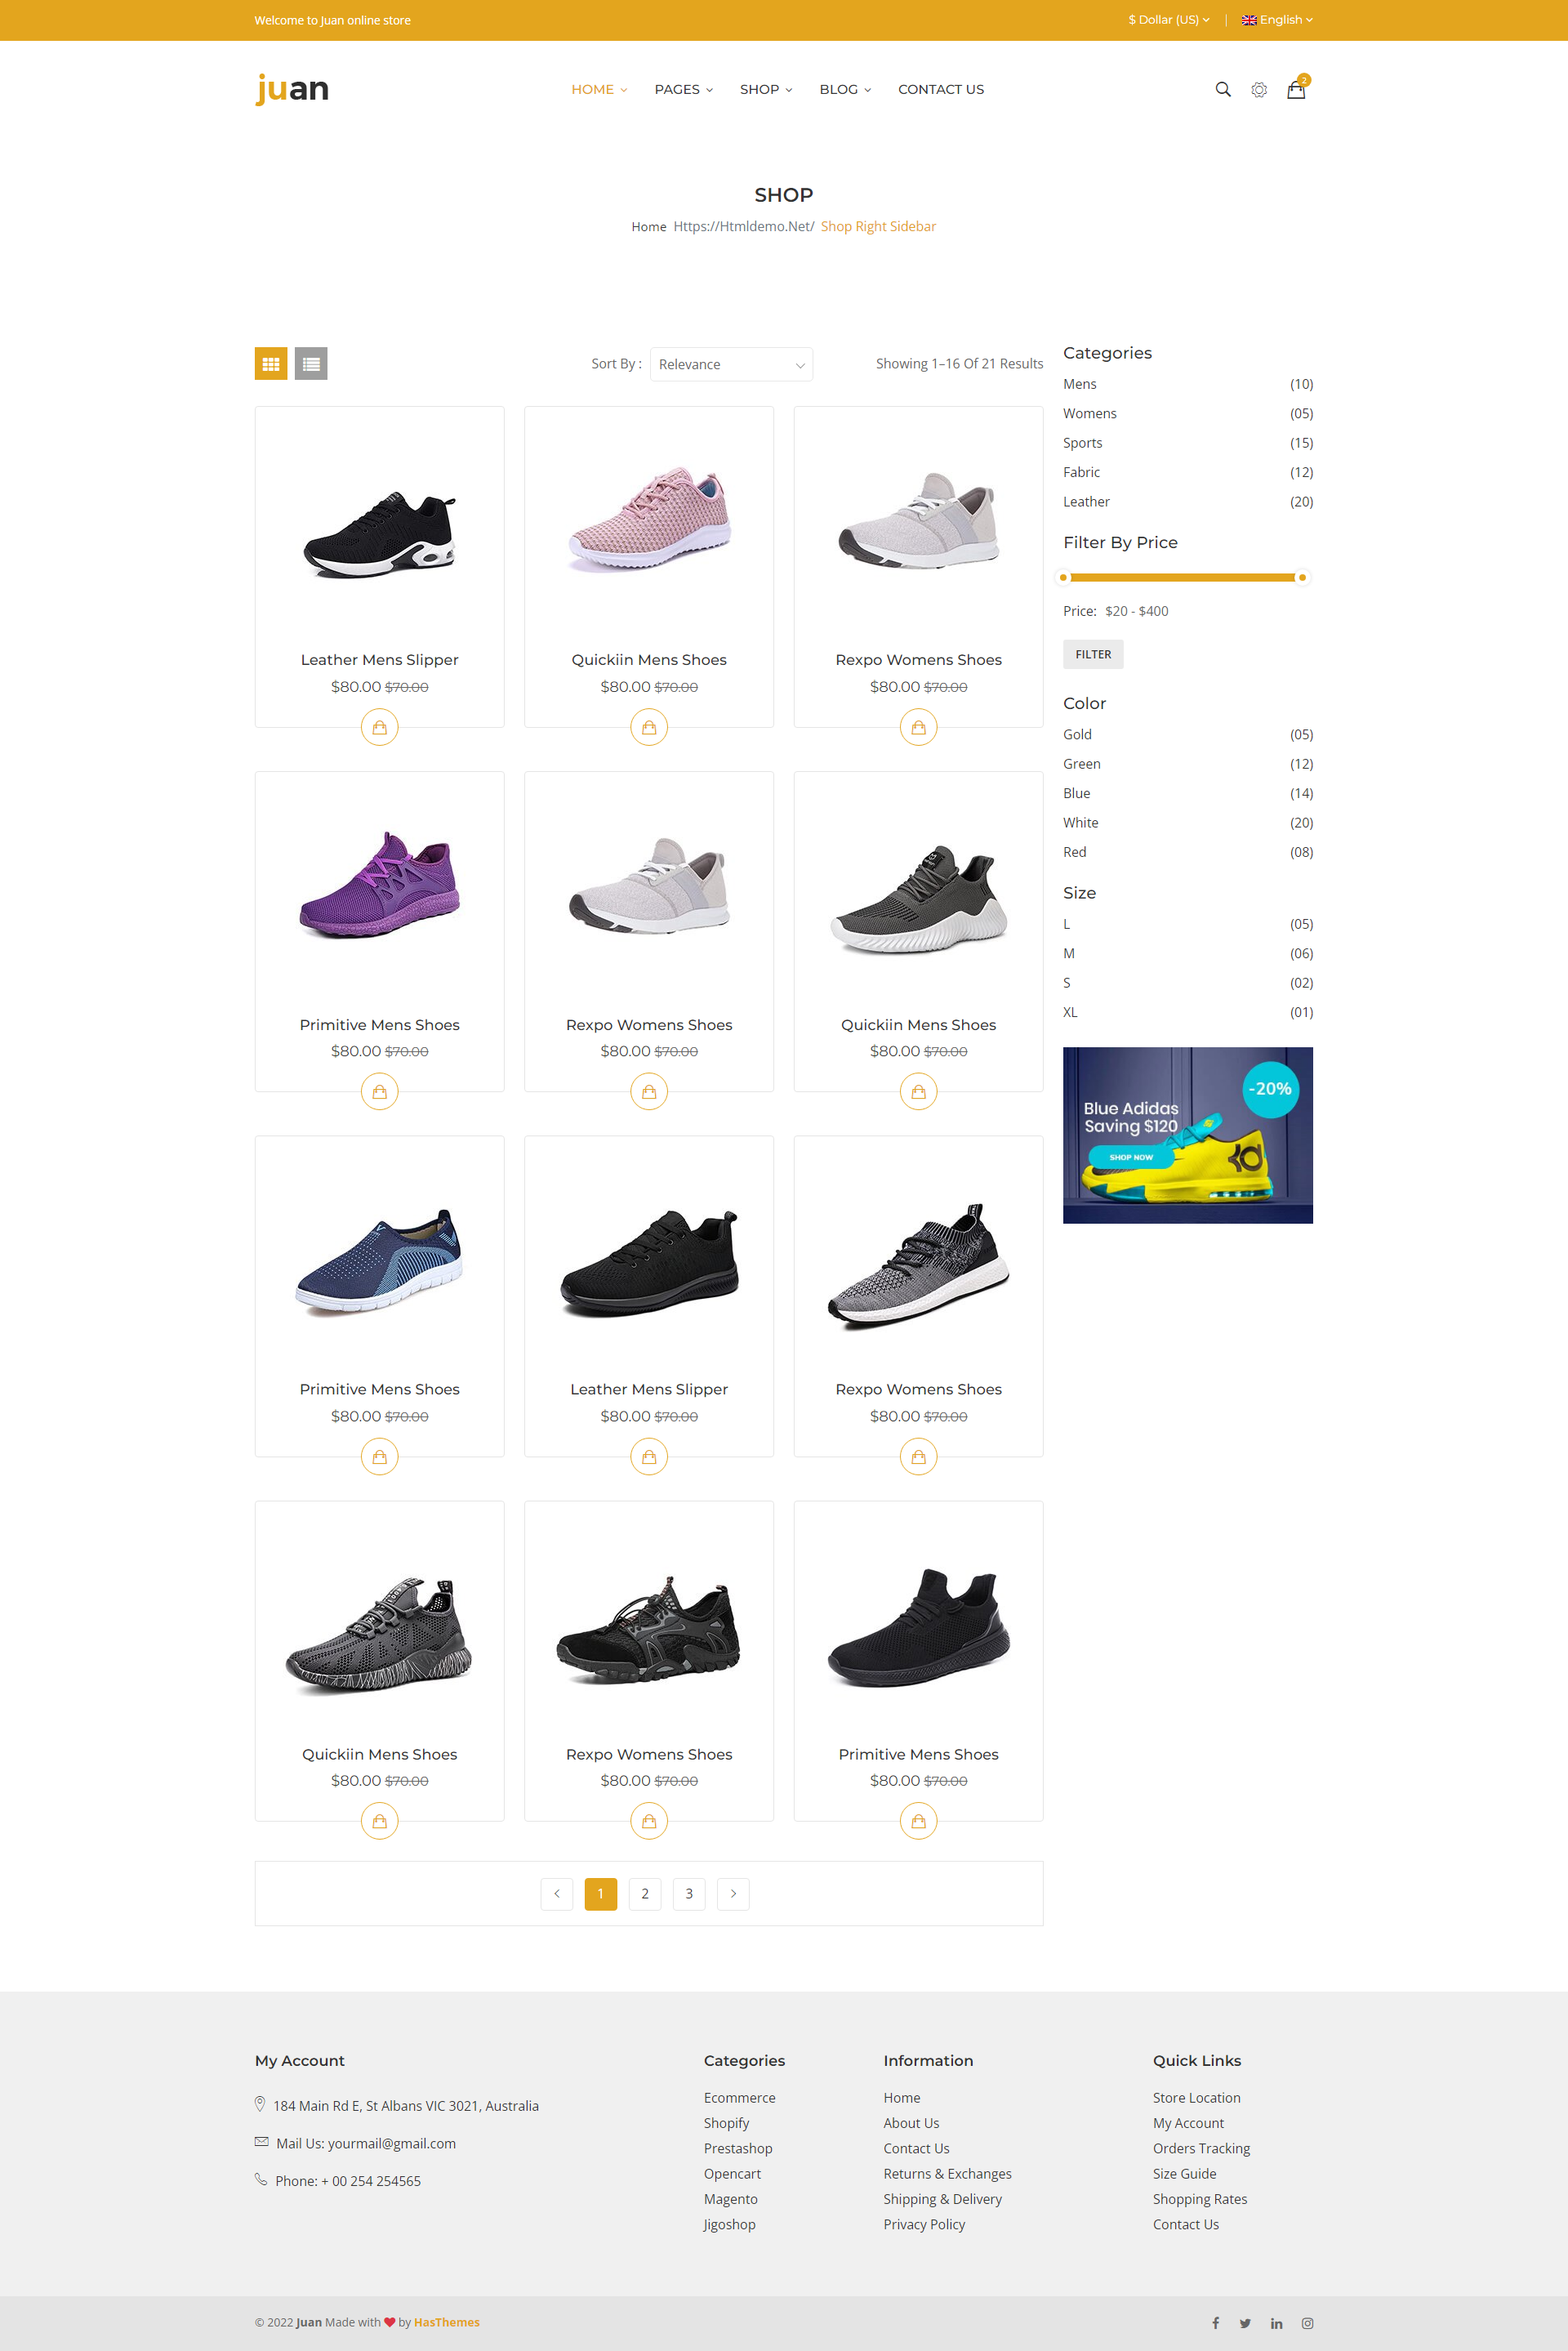 Welcome to Juan online store
$ Dollar (US)
English
juan
HOME
PAGES
SHOP
BLOG
CONTACT US
2
SHOP
Home Https://Htmldemo.Net/ Shop Right Sidebar
Sort By :
Relevance
Showing 1–16 Of 21 Results
Leather Mens Slipper
$80.00 $70.00
Quickiin Mens Shoes
$80.00 $70.00
Rexpo Womens Shoes
$80.00 $70.00
Primitive Mens Shoes
$80.00 $70.00
Rexpo Womens Shoes
$80.00 $70.00
Quickiin Mens Shoes
$80.00 $70.00
Primitive Mens Shoes
$80.00 $70.00
Leather Mens Slipper
$80.00 $70.00
Rexpo Womens Shoes
$80.00 $70.00
Quickiin Mens Shoes
$80.00 $70.00
Rexpo Womens Shoes
$80.00 $70.00
Primitive Mens Shoes
$80.00 $70.00
1
2
3
Categories
Mens (10)
Womens (05)
Sports (15)
Fabric (12)
Leather (20)
Filter By Price
Price: $20 - $400
FILTER
Color
Gold (05)
Green (12)
Blue (14)
White (20)
Red (08)
Size
L (05)
M (06)
S (02)
XL (01)
-20%
Blue Adidas
Saving $120
SHOP NOW
My Account
184 Main Rd E, St Albans VIC 3021, Australia
Mail Us: yourmail@gmail.com
Phone: + 00 254 254565
Categories
Ecommerce
Shopify
Prestashop
Opencart
Magento
Jigoshop
Information
Home
About Us
Contact Us
Returns & Exchanges
Shipping & Delivery
Privacy Policy
Quick Links
Store Location
My Account
Orders Tracking
Size Guide
Shopping Rates
Contact Us
© 2022 Juan Made with ❤ by HasThemes